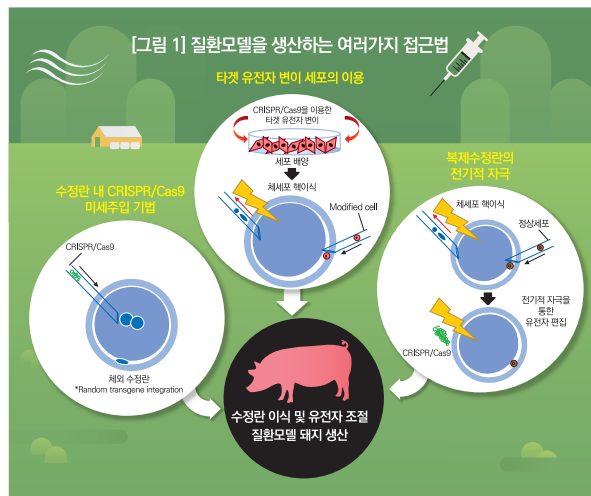 [그림 1] 질환모델을 생산하는 여러가지 접근법
타겟 유전자 변이 세포의 이용
CRISPR/Cas9을 이용한
타겟 유전자 변이
세포 배양
체세포 핵이식
Modified cell
수정란 내 CRISPR/Cas9
미세주입 기법
CRISPR/Cas9
체외 수정란
*Random transgene integration
복제수정란의
전기적 자극
체세포 핵이식
정상세포
전기적 자극을
통한
유전자 편집
CRISPR/Cas9
수정란 이식 및 유전자 조절
질환모델 돼지 생산